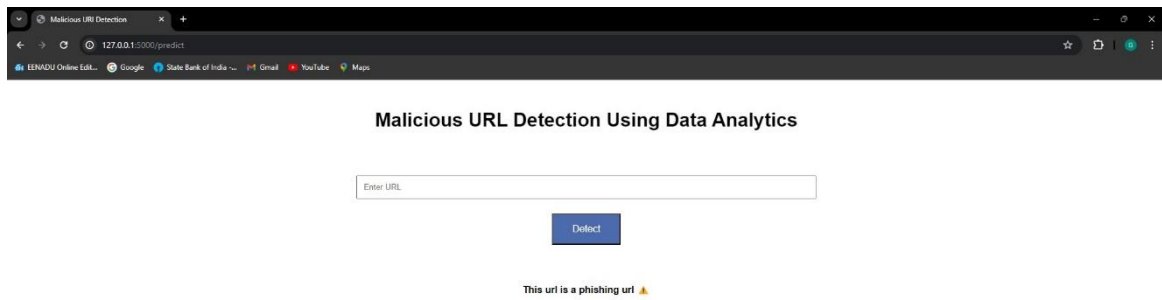 Malicious URl Detection
127.0.0.1:5000/predict
EENADU Online Edit... Google State Bank of India -... Gmail YouTube Maps
Malicious URL Detection Using Data Analytics
Enter URL
Detect
This url is a phishing url ⚠️